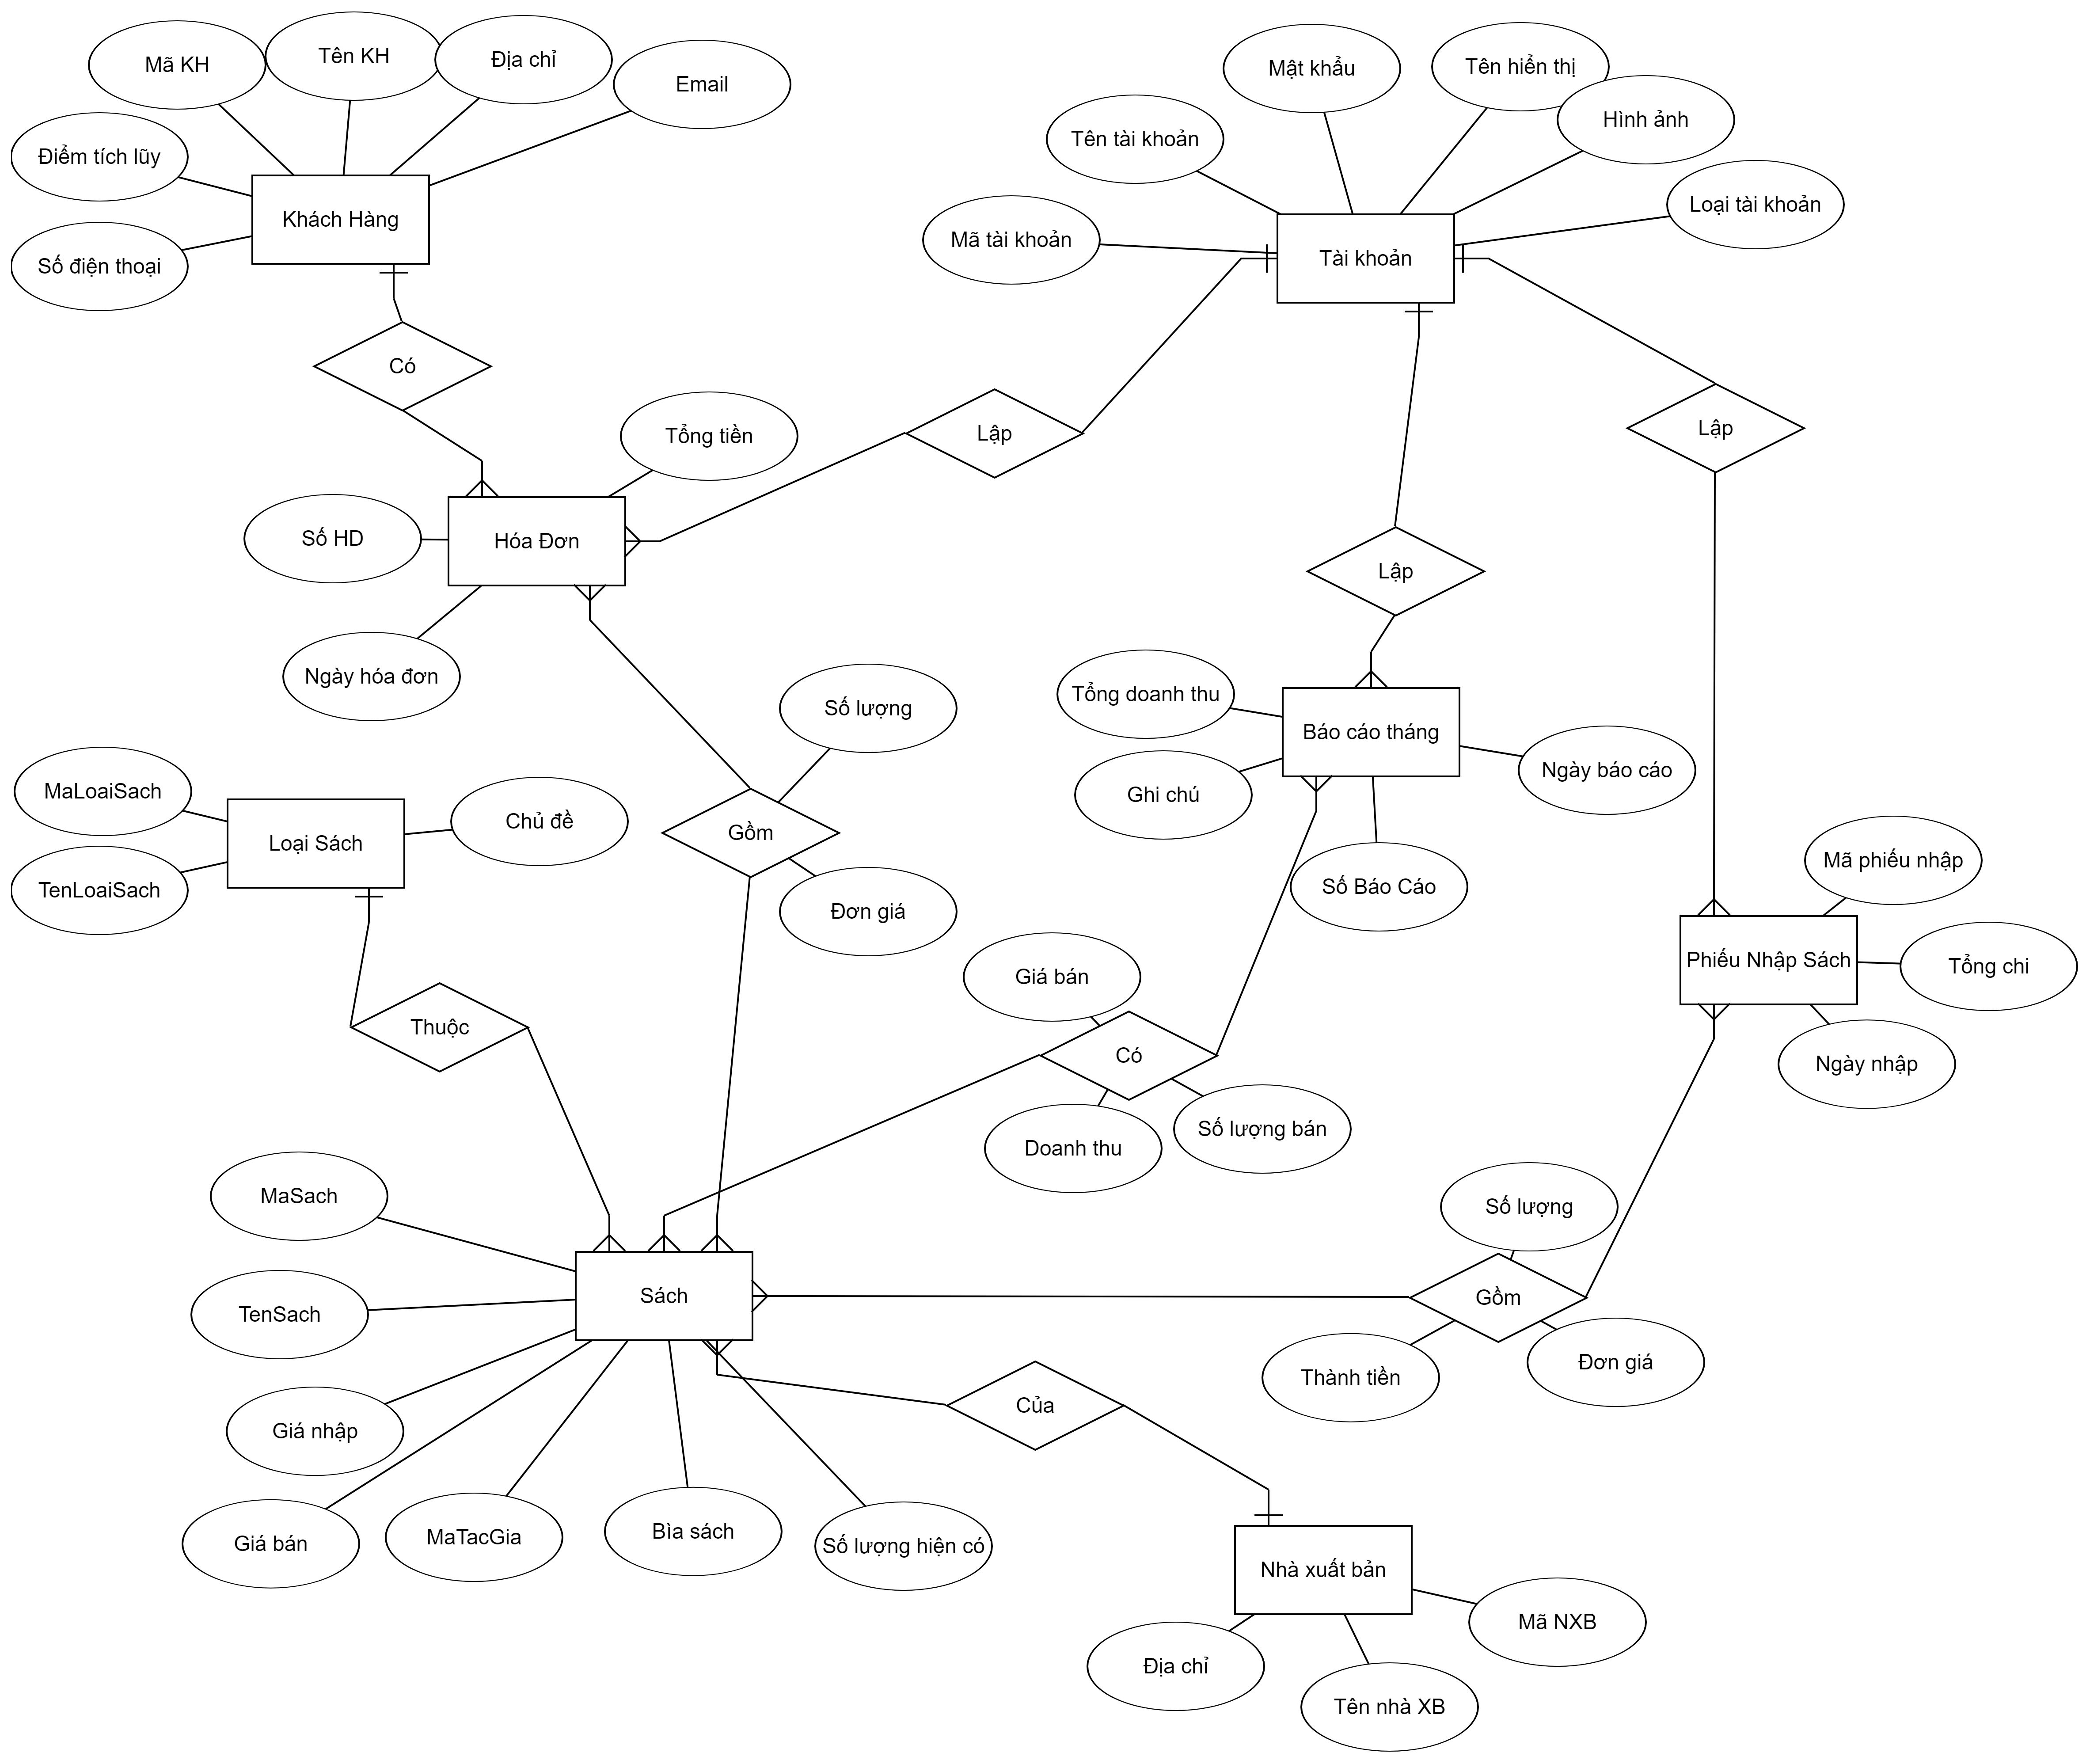 Mã KH
Tên KH
Địa chỉ
Email
Điểm tích lũy
Khách Hàng
Số điện thoại
Có
Mật khẩu
Tên hiển thị
Hình ảnh
Tên tài khoản
Loại tài khoản
Mã tài khoản
Tài khoản
Lập
Lập
Lập
Tổng tiền
Số HD
Hóa Đơn
Ngày hóa đơn
Số lượng
Gồm
Đơn giá
Tổng doanh thu
Báo cáo tháng
Ngày báo cáo
Ghi chú
Số Báo Cáo
MaLoaiSach
Loại Sách
Chủ đề
TenLoaiSach
Thuộc
Mã phiếu nhập
Phiếu Nhập Sách
Tổng chi
Ngày nhập
Giá bán
Có
Doanh thu
Số lượng bán
Số lượng
Gồm
Thành tiền
Đơn giá
MaSach
TenSach
Sách
Giá nhập
Giá bán
MaTacGia
Bìa sách
Số lượng hiện có
Của
Nhà xuất bản
Mã NXB
Địa chỉ
Tên nhà XB